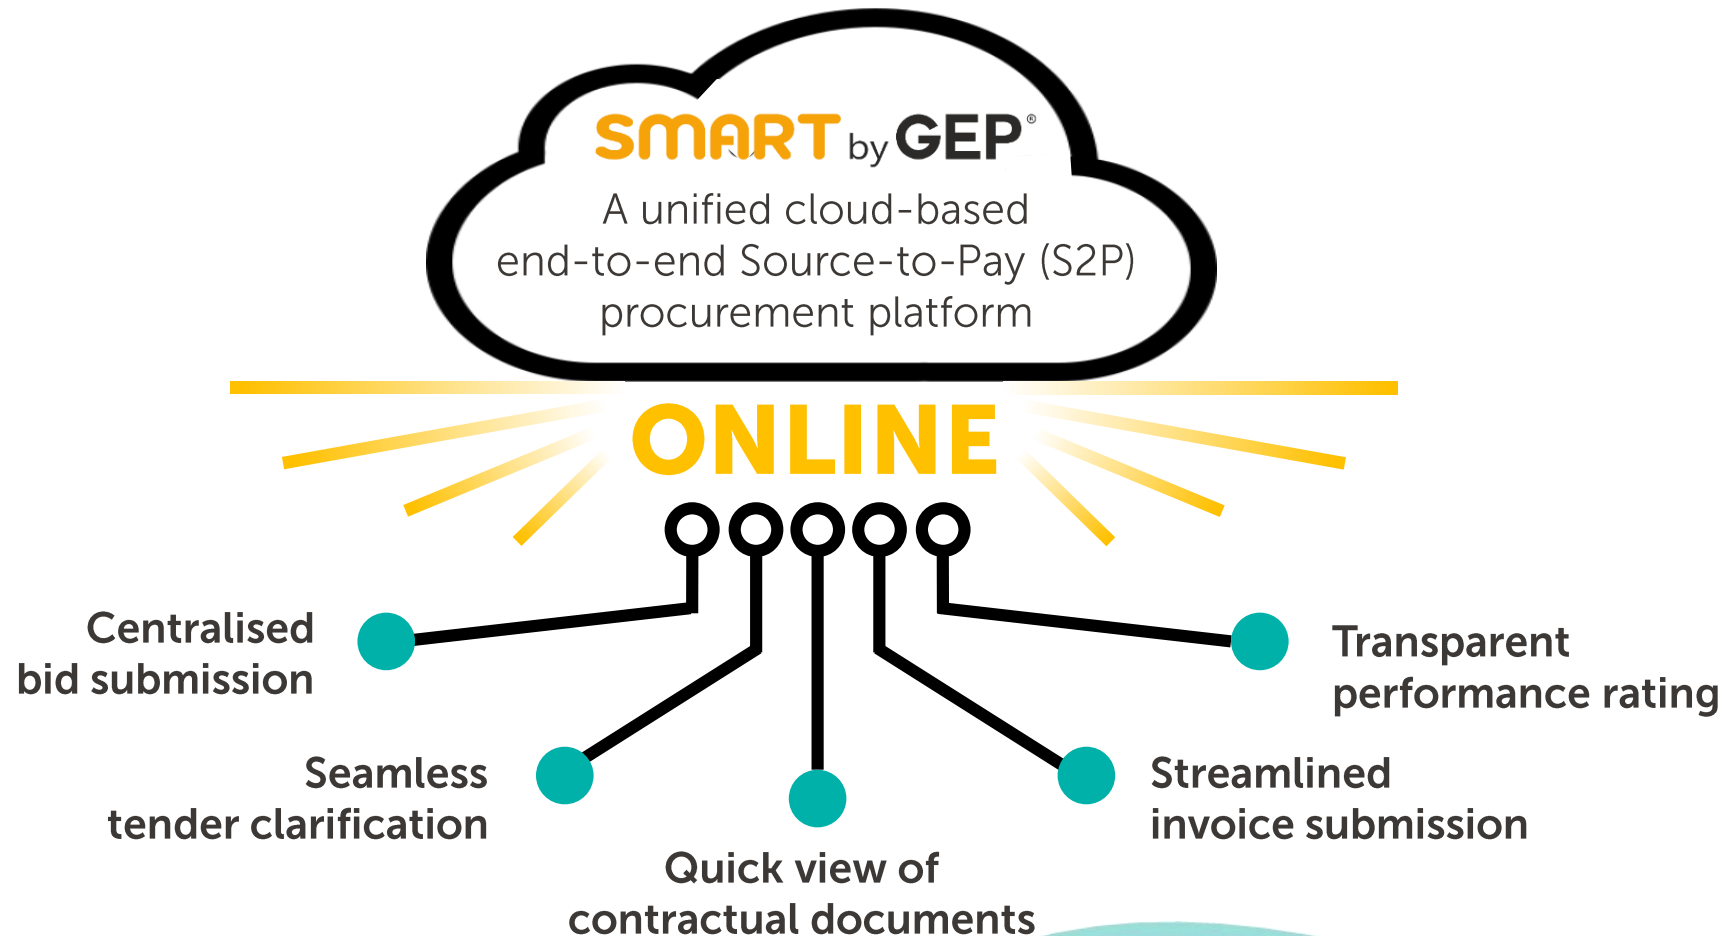 SMART by GEP®
A unified cloud-based
end-to-end Source-to-Pay (S2P)
procurement platform
ONLINE
Centralised
bid submission
Seamless
tender clarification
Quick view of
contractual documents
Streamlined
invoice submission
Transparent
performance rating